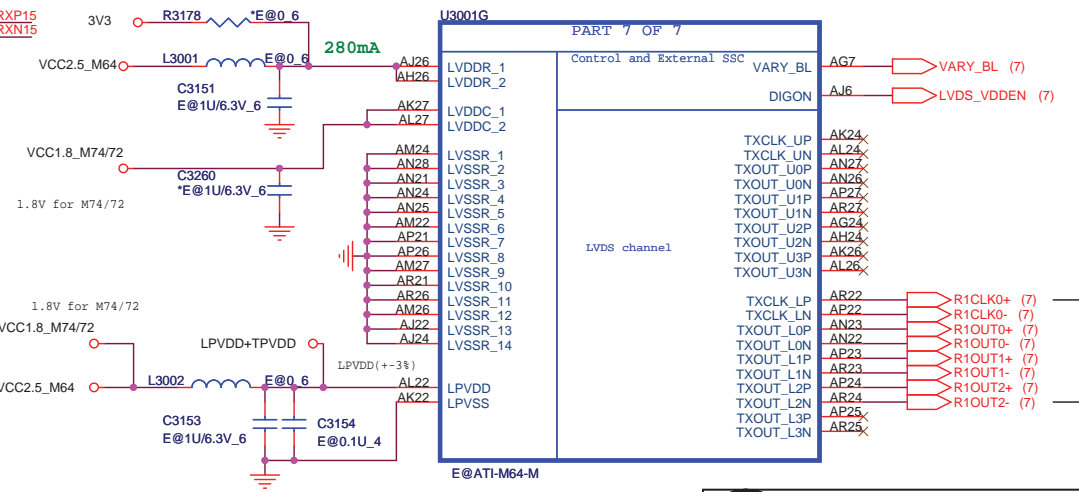 RXP15
RXN15
3V3
R3178
*E@0_6
280mA
VCC2.5_M64
L3001
E@0_6
C3151
E@1U/6.3V_6
VCC1.8_M74/72
C3260
*E@1U/6.3V_6
1.8V for M74/72
1.8V for M74/72
VCC1.8_M74/72
LPVDD+TPVDD
LPVDD(+-3%)
VCC2.5_M64
L3002
E@0_6
C3153
E@1U/6.3V_6
C3154
E@0.1U_4
U3001G
PART 7 OF 7
Control and External SSC
LVDS channel
AJ26 LVDDR_1
AH26 LVDDR_2
AK27 LVDDC_1
AL27 LVDDC_2
AM24 LVSSR_1
AN28 LVSSR_2
AN21 LVSSR_3
AN24 LVSSR_4
AN25 LVSSR_5
AM22 LVSSR_6
AP21 LVSSR_7
AP26 LVSSR_8
AM27 LVSSR_9
AR21 LVSSR_10
AR26 LVSSR_11
AM26 LVSSR_12
AJ22 LVSSR_13
AJ24 LVSSR_14
AL22 LPVDD
AK22 LPVSS
VARY_BL AG7 VARY_BL (7)
DIGON AJ6 LVDS_VDDEN (7)
TXCLK_UP AK24
TXCLK_UN AL24
TXOUT_U0P AN27
TXOUT_U0N AN26
TXOUT_U1P AP27
TXOUT_U1N AR27
TXOUT_U2P AG24
TXOUT_U2N AH24
TXOUT_U3P AK26
TXOUT_U3N AL26
TXCLK_LP AR22 R1CLK0+ (7)
TXCLK_LN AP22 R1CLK0- (7)
TXOUT_L0P AN23 R1OUT0+ (7)
TXOUT_L0N AN22 R1OUT0- (7)
TXOUT_L1P AP23 R1OUT1+ (7)
TXOUT_L1N AR23 R1OUT1- (7)
TXOUT_L2P AP24 R1OUT2+ (7)
TXOUT_L2N AR24 R1OUT2- (7)
TXOUT_L3P AP25
TXOUT_L3N AR25
E@ATI-M64-M